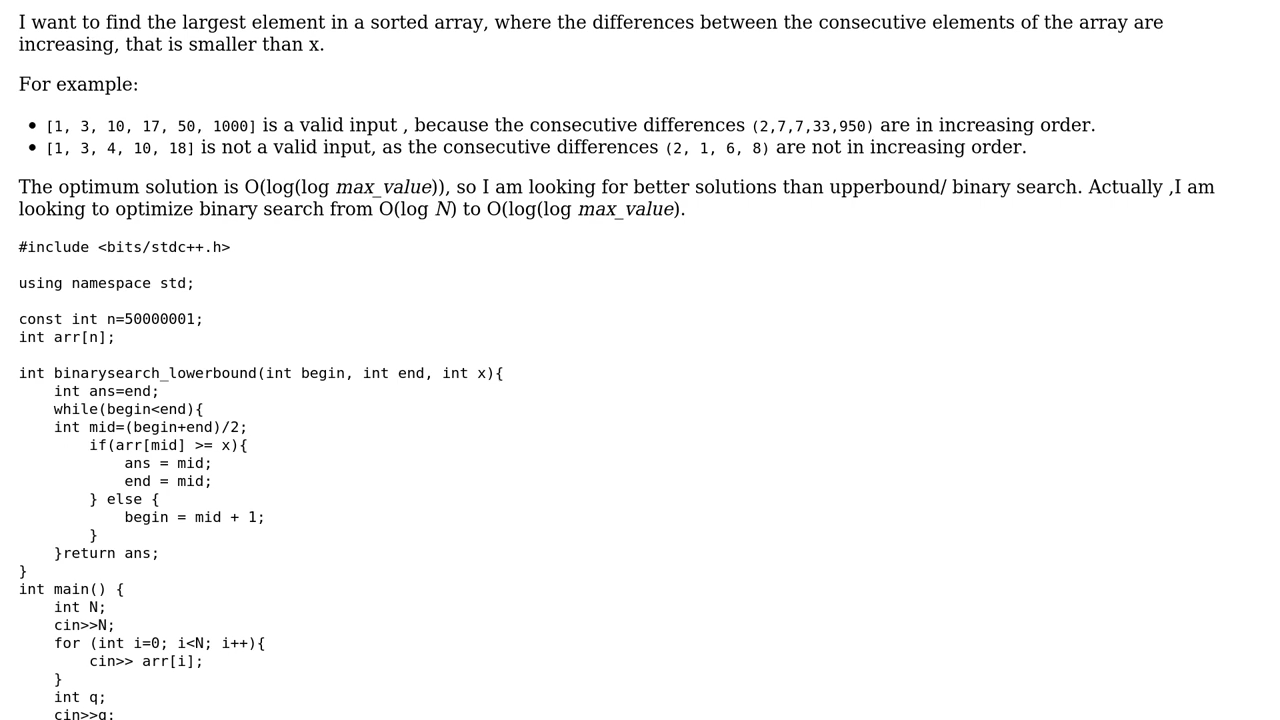 I want to find the largest element in a sorted array, where the differences between the consecutive elements of the array are
increasing, that is smaller than x.
For example:
• [1, 3, 10, 17, 50, 1000] is a valid input , because the consecutive differences (2,7,7,33,950) are in increasing order.
• [1, 3, 4, 10, 18] is not a valid input, as the consecutive differences (2, 1, 6, 8) are not in increasing order.
The optimum solution is O(log(log max_value)), so I am looking for better solutions than upperbound/ binary search. Actually ,I am
looking to optimize binary search from O(log N) to O(log(log max_value).
#include <bits/stdc++.h>
using namespace std;
const int n=50000001;
int arr[n];
int binarysearch_lowerbound(int begin, int end, int x){
    int ans=end;
    while(begin<end){
    int mid=(begin+end)/2;
        if(arr[mid] >= x){
            ans = mid;
            end = mid;
        } else {
            begin = mid + 1;
        }
    }return ans;
}
int main() {
    int N;
    cin>>N;
    for (int i=0; i<N; i++){
        cin>> arr[i];
    }
    int q;
    cin>>q;